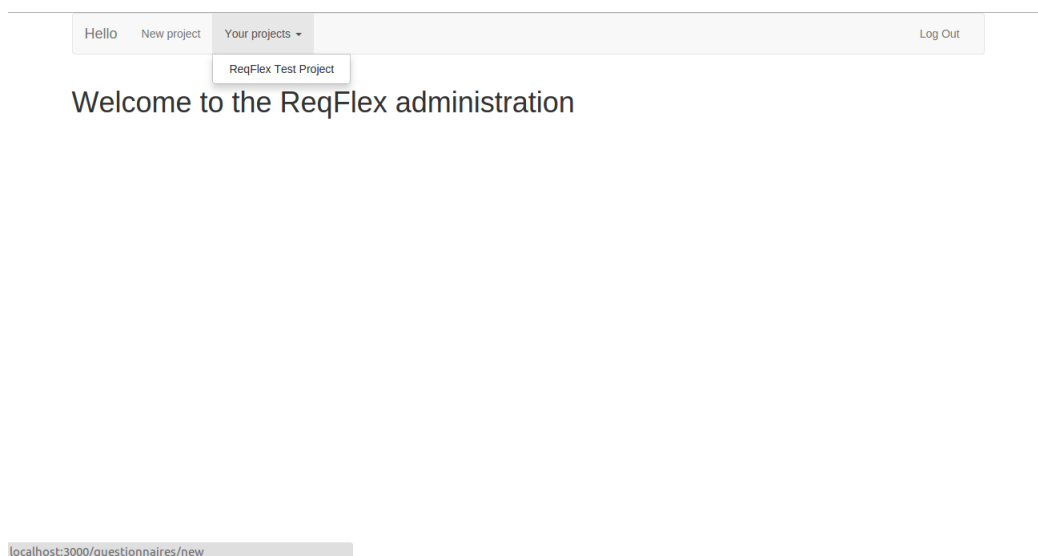 Hello New project Your projects Log Out
ReqFlex Test Project
Welcome to the ReqFlex administration
localhost:3000/questionnaires/new